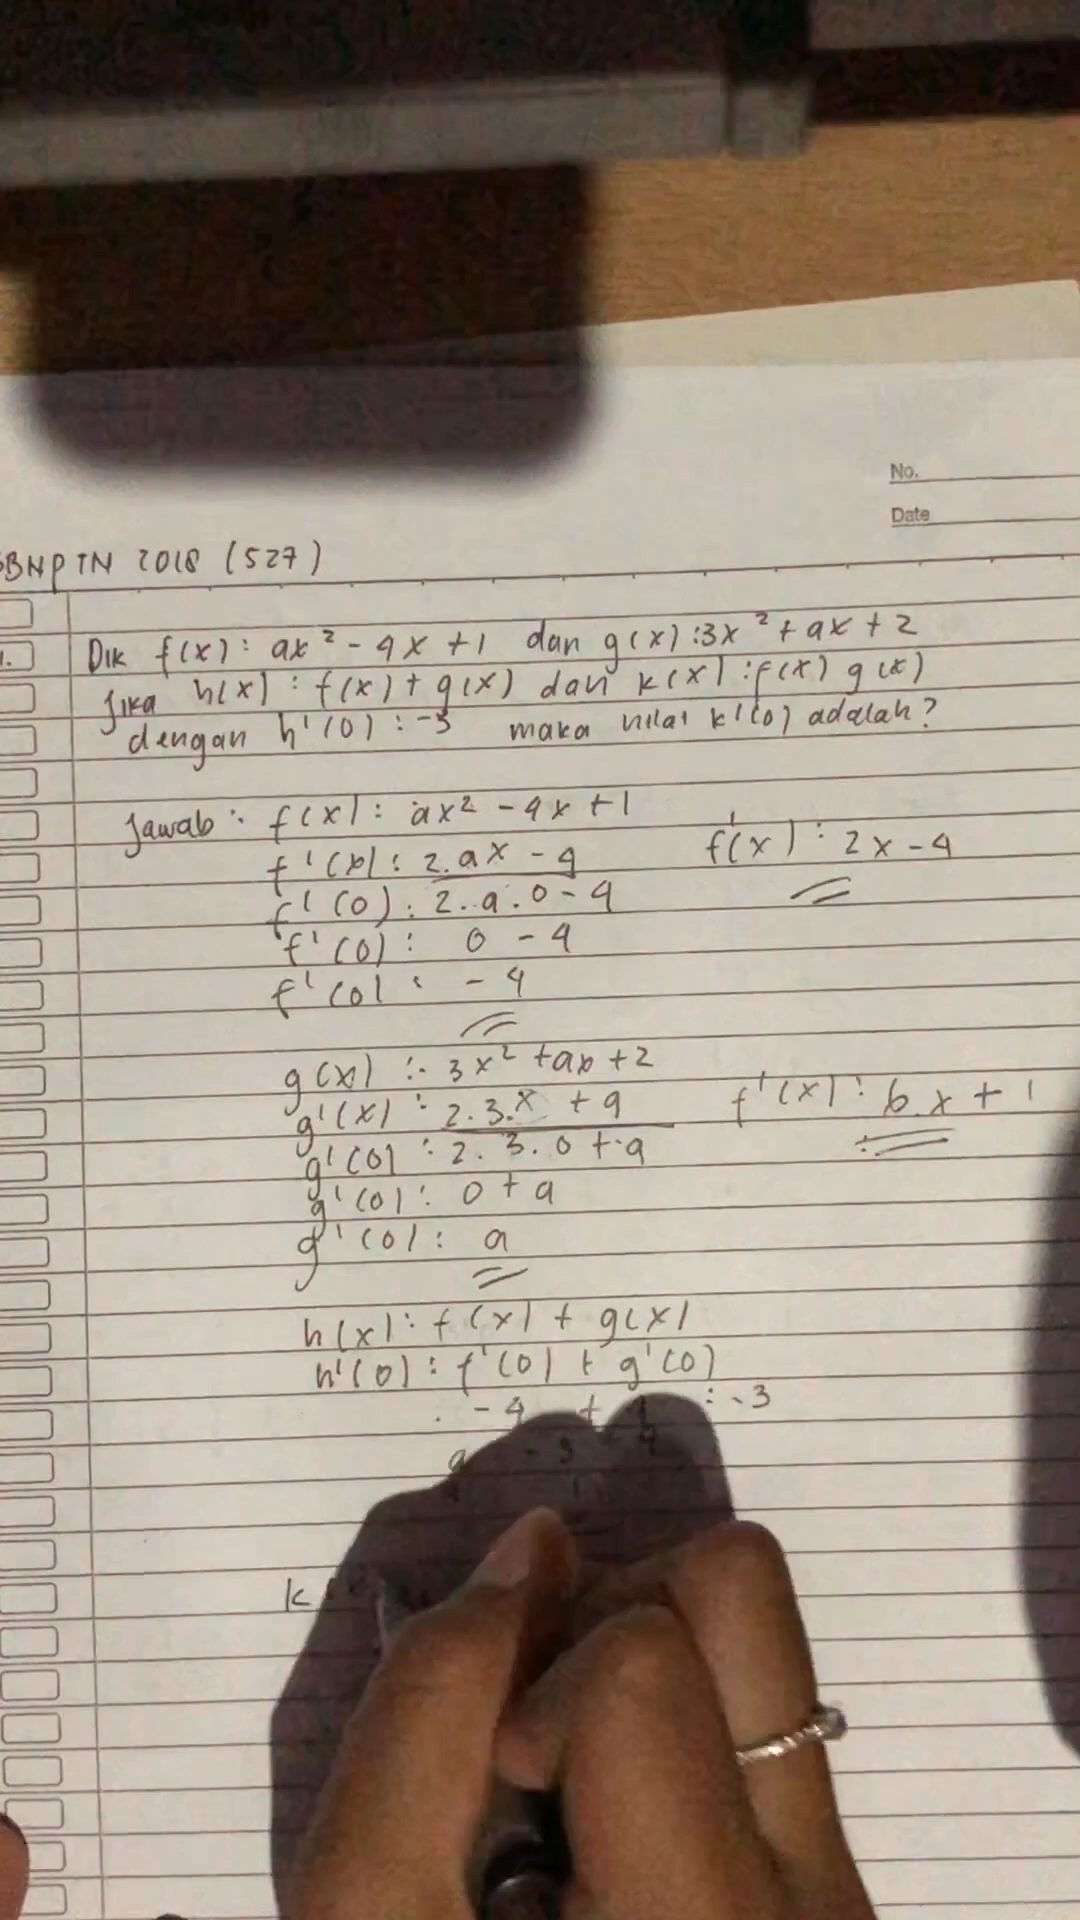 No.
Date
SBNPTN 2018 (527)
1. Dik f(x) : ax² - 4x + 1 dan g(x) : 3x² + ax + 2
Jika h(x) : f(x) + g(x) dan k(x) : f(x) g(x)
dengan h'(0) : -3 maka nilai k'(0) adalah?
Jawab : f(x) : ax² - 4x + 1
f'(x) : 2.ax - 4 f'(x) : 2x - 4
f'(0) : 2.a.0 - 4
f'(0) : 0 - 4
f'(0) : -4
g(x) : 3x² + ax + 2
g'(x) : 2.3.x + a f'(x) : 6x + 1
g'(0) : 2.3.0 + a
g'(0) : 0 + a
g'(0) : a
h(x) : f(x) + g(x)
h'(0) : f'(0) + g'(0)
-4 + : -3
a -3 + 4
k